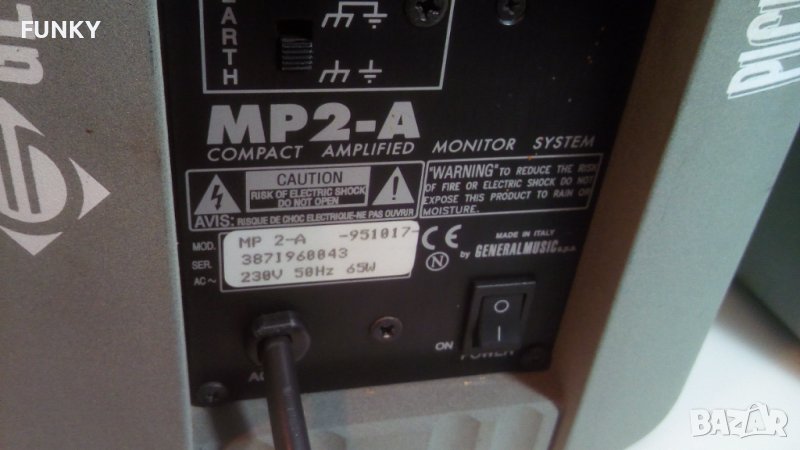 FUNKY
EARTH
MP2-A
COMPACT AMPLIFIED MONITOR SYSTEM
CAUTION
RISK OF ELECTRIC SHOCK
DO NOT OPEN
AVIS: RISQUE DE CHOC ELECTRIQUE-NE PAS OUVRIR
"WARNING" TO REDUCE THE RISK
OF FIRE OR ELECTRIC SHOCK DO NOT
EXPOSE THIS PRODUCT TO RAIN OR
MOISTURE.
MOD. MP 2-A -951017-
SER. 387I960043
AC~ 230V 50Hz 65W
CE
N
MADE IN ITALY
by GENERALMUSIC s.p.a.
O
I
ON
POWER
AC
BAZAR